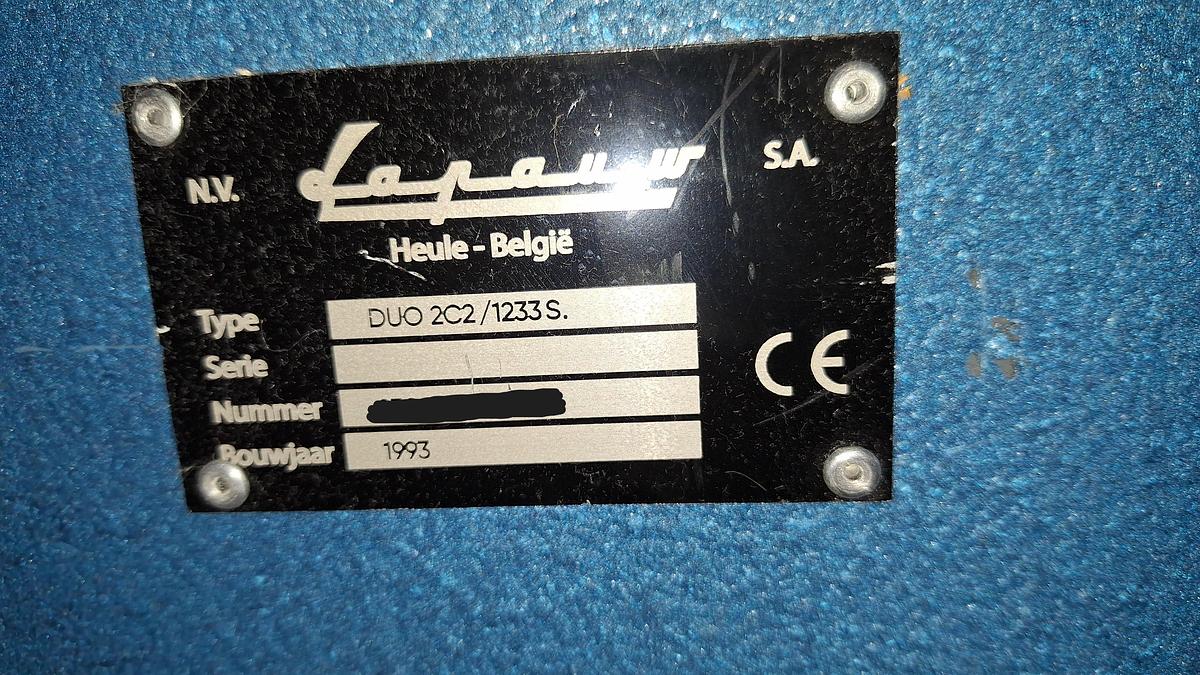 N.V. Lapauw S.A.
Heule - België
Type DUO 2C2/1233 S.
Serie
Nummer
Bouwjaar 1993
CE